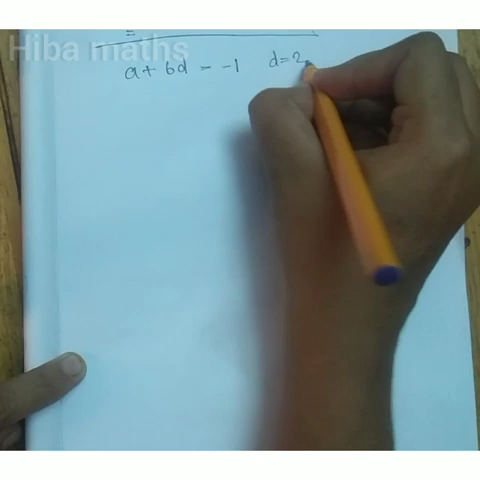 Hiba maths
=
a + 6d = -1 d=2